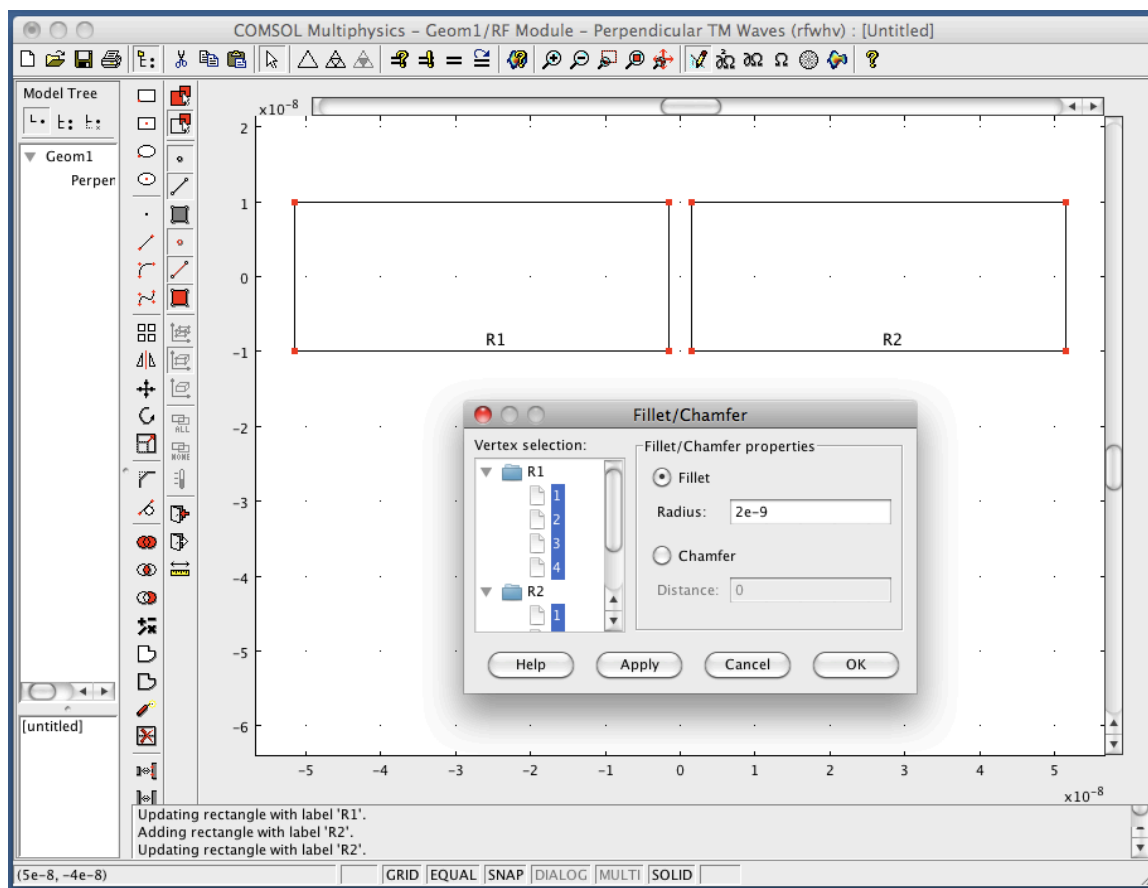 COMSOL Multiphysics – Geom1/RF Module – Perpendicular TM Waves (rfwhv) : [Untitled]
Model Tree
Geom1
Perper
x10⁻⁸
2
1
0
-1
-2
-3
-4
-5
-6
R1
R2
Fillet/Chamfer
Vertex selection:
R1
1
2
3
4
R2
1
Fillet/Chamfer properties
Fillet
Radius: 2e-9
Chamfer
Distance: 0
Help Apply Cancel OK
ALL
NONE
-5 -4 -3 -2 -1 0 1 2 3 4 5
x10⁻⁸
[untitled]
Updating rectangle with label 'R1'.
Adding rectangle with label 'R2'.
Updating rectangle with label 'R2'.
(5e-8, -4e-8) GRID EQUAL SNAP DIALOG MULTI SOLID